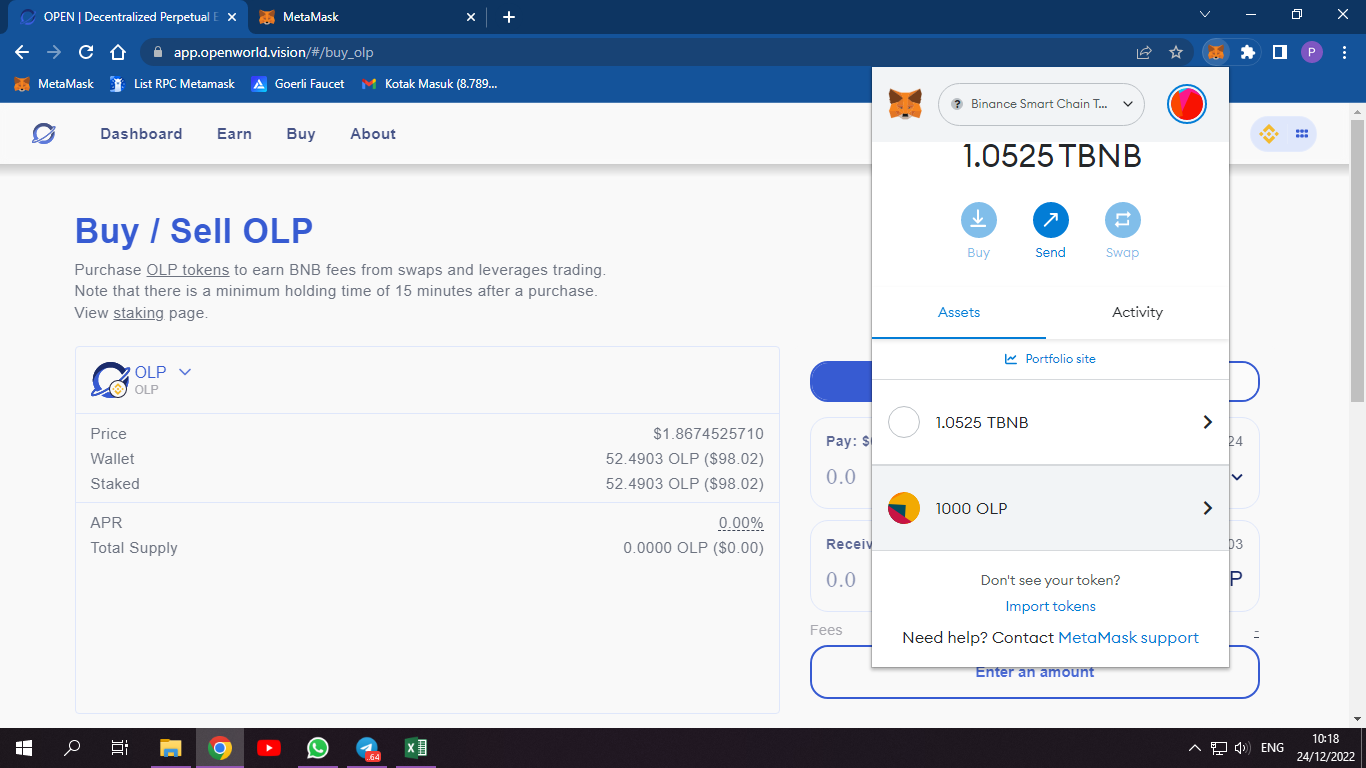 OPEN | Decentralized Perpetual E
MetaMask
app.openworld.vision/#/buy_olp
P
MetaMask
List RPC Metamask
Goerli Faucet
Kotak Masuk (8.789...
Dashboard
Earn
Buy
About
Binance Smart Chain T...
1.0525 TBNB
Buy
Send
Swap
Assets
Activity
Portfolio site
1.0525 TBNB
1000 OLP
Don't see your token?
Import tokens
Need help? Contact MetaMask support
Buy / Sell OLP
Purchase OLP tokens to earn BNB fees from swaps and leverages trading.
Note that there is a minimum holding time of 15 minutes after a purchase.
View staking page.
OLP
OLP
Price
$1.8674525710
Wallet
52.4903 OLP ($98.02)
Staked
52.4903 OLP ($98.02)
APR
0.00%
Total Supply
0.0000 OLP ($0.00)
Pay: $
24
0.0
Receiv
03
0.0
P
Fees
-
Enter an amount
.64
ENG
10:18
24/12/2022